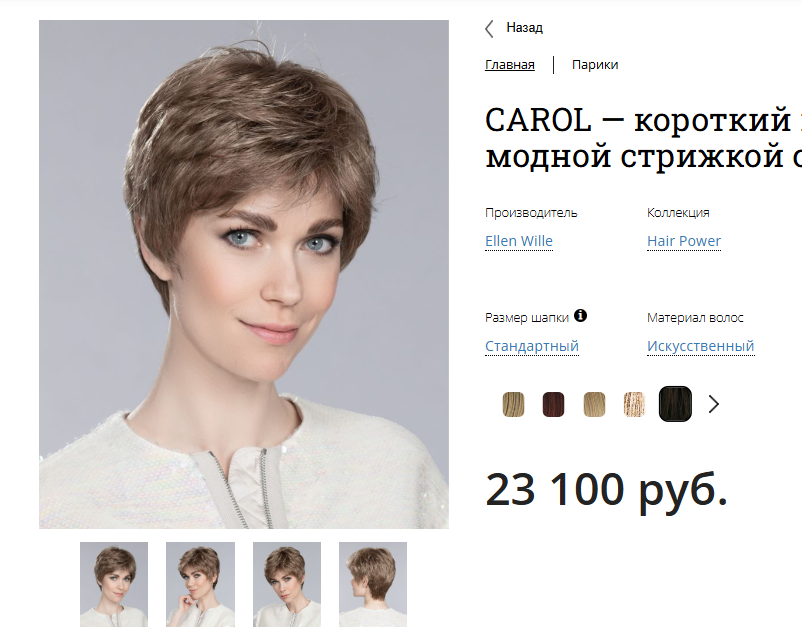 Назад
Главная
Парики
CAROL — короткий
модной стрижкой
Производитель
Коллекция
Ellen Wille
Hair Power
Размер шапки
Материал волос
Стандартный
Искусственный
23 100 руб.